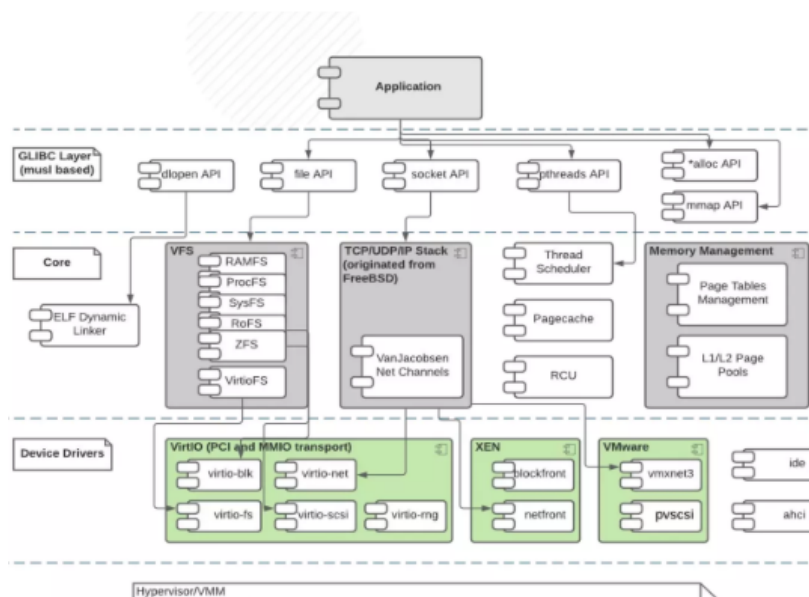 Application
GLIBC Layer
(musl based)
dlopen API
file API
socket API
pthreads API
*alloc API
mmap API
Core
VFS
RAMFS
ProcFS
SysFS
RoFS
ZFS
VirtioFS
TCP/UDP/IP Stack
(originated from
FreeBSD)
VanJacobsen
Net Channels
Thread
Scheduler
Pagecache
RCU
Memory Management
Page Tables
Management
L1/L2 Page
Pools
ELF Dynamic
Linker
Device Drivers
VirtIO (PCI and MMIO transport)
virtio-blk
virtio-net
virtio-fs
virtio-scsi
virtio-rng
XEN
blockfront
netfront
VMware
vmxnet3
pvscsi
ide
ahci
Hypervisor/VMM